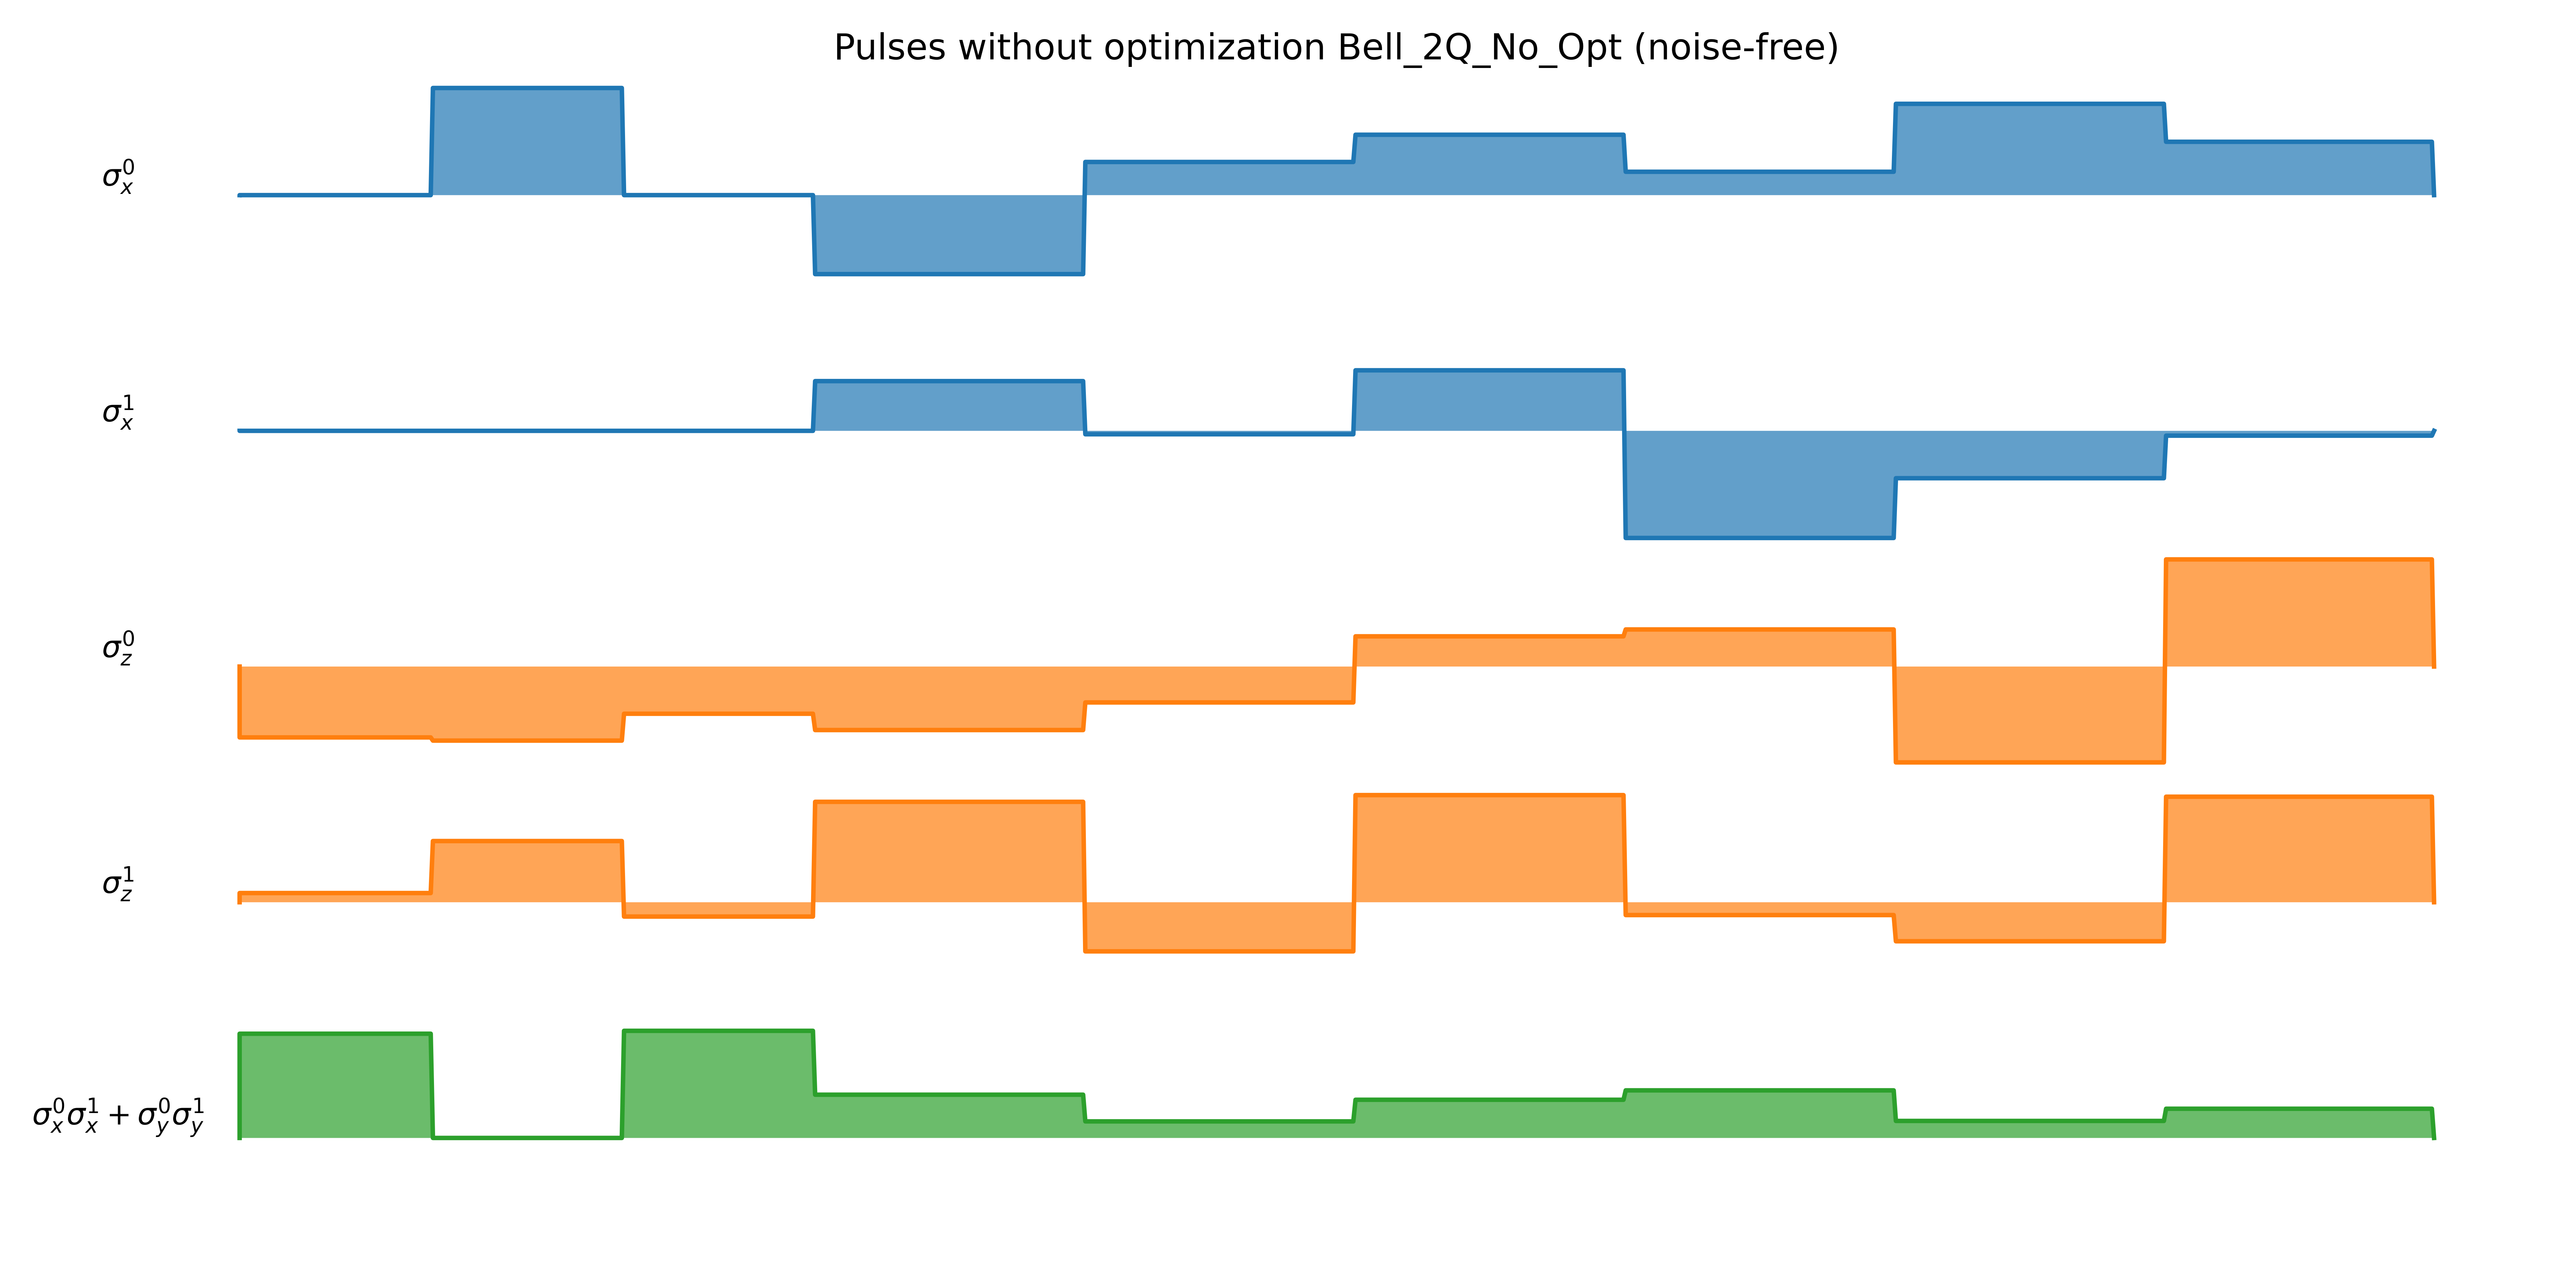 Pulses without optimization Bell_2Q_No_Opt (noise-free)
σ_x^0
σ_x^1
σ_z^0
σ_z^1
σ_x^0σ_x^1 + σ_y^0σ_y^1